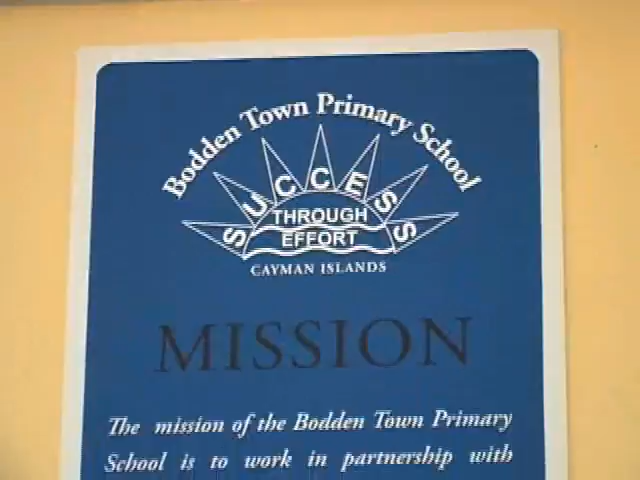 Bodden Town Primary School
SUCCESS
THROUGH
EFFORT
CAYMAN ISLANDS
MISSION
The mission of the Bodden Town Primary
School is to work in partnership with